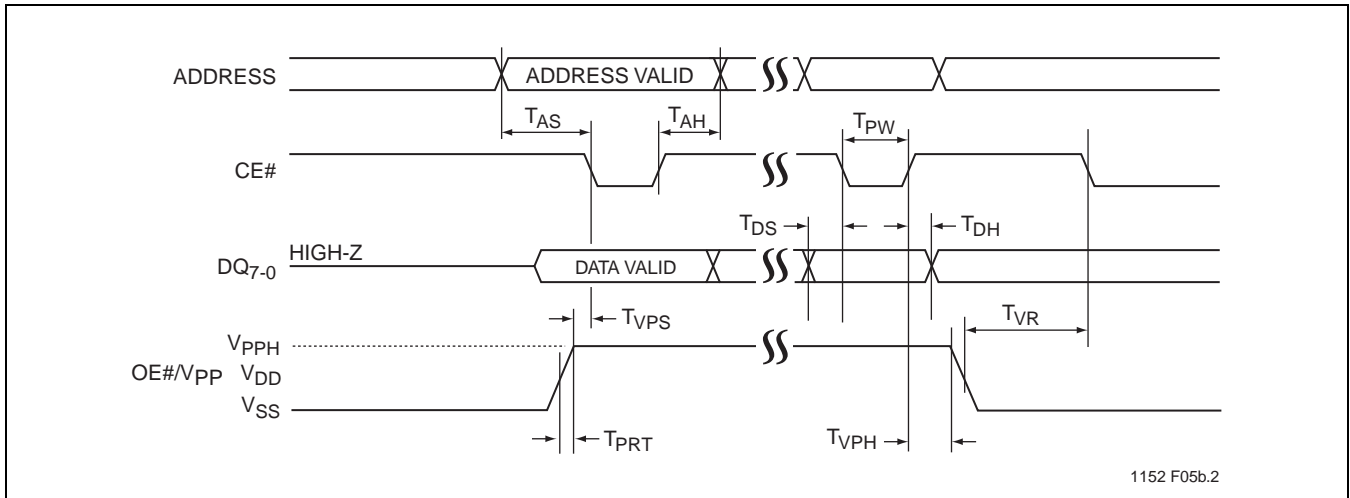 ADDRESS
ADDRESS VALID
TAS
TAH
TPW
CE#
TDS
TDH
DQ7-0
HIGH-Z
DATA VALID
TVPS
TVR
VPPH
OE#/VPP
VDD
VSS
TPRT
TVPH
1152 F05b.2